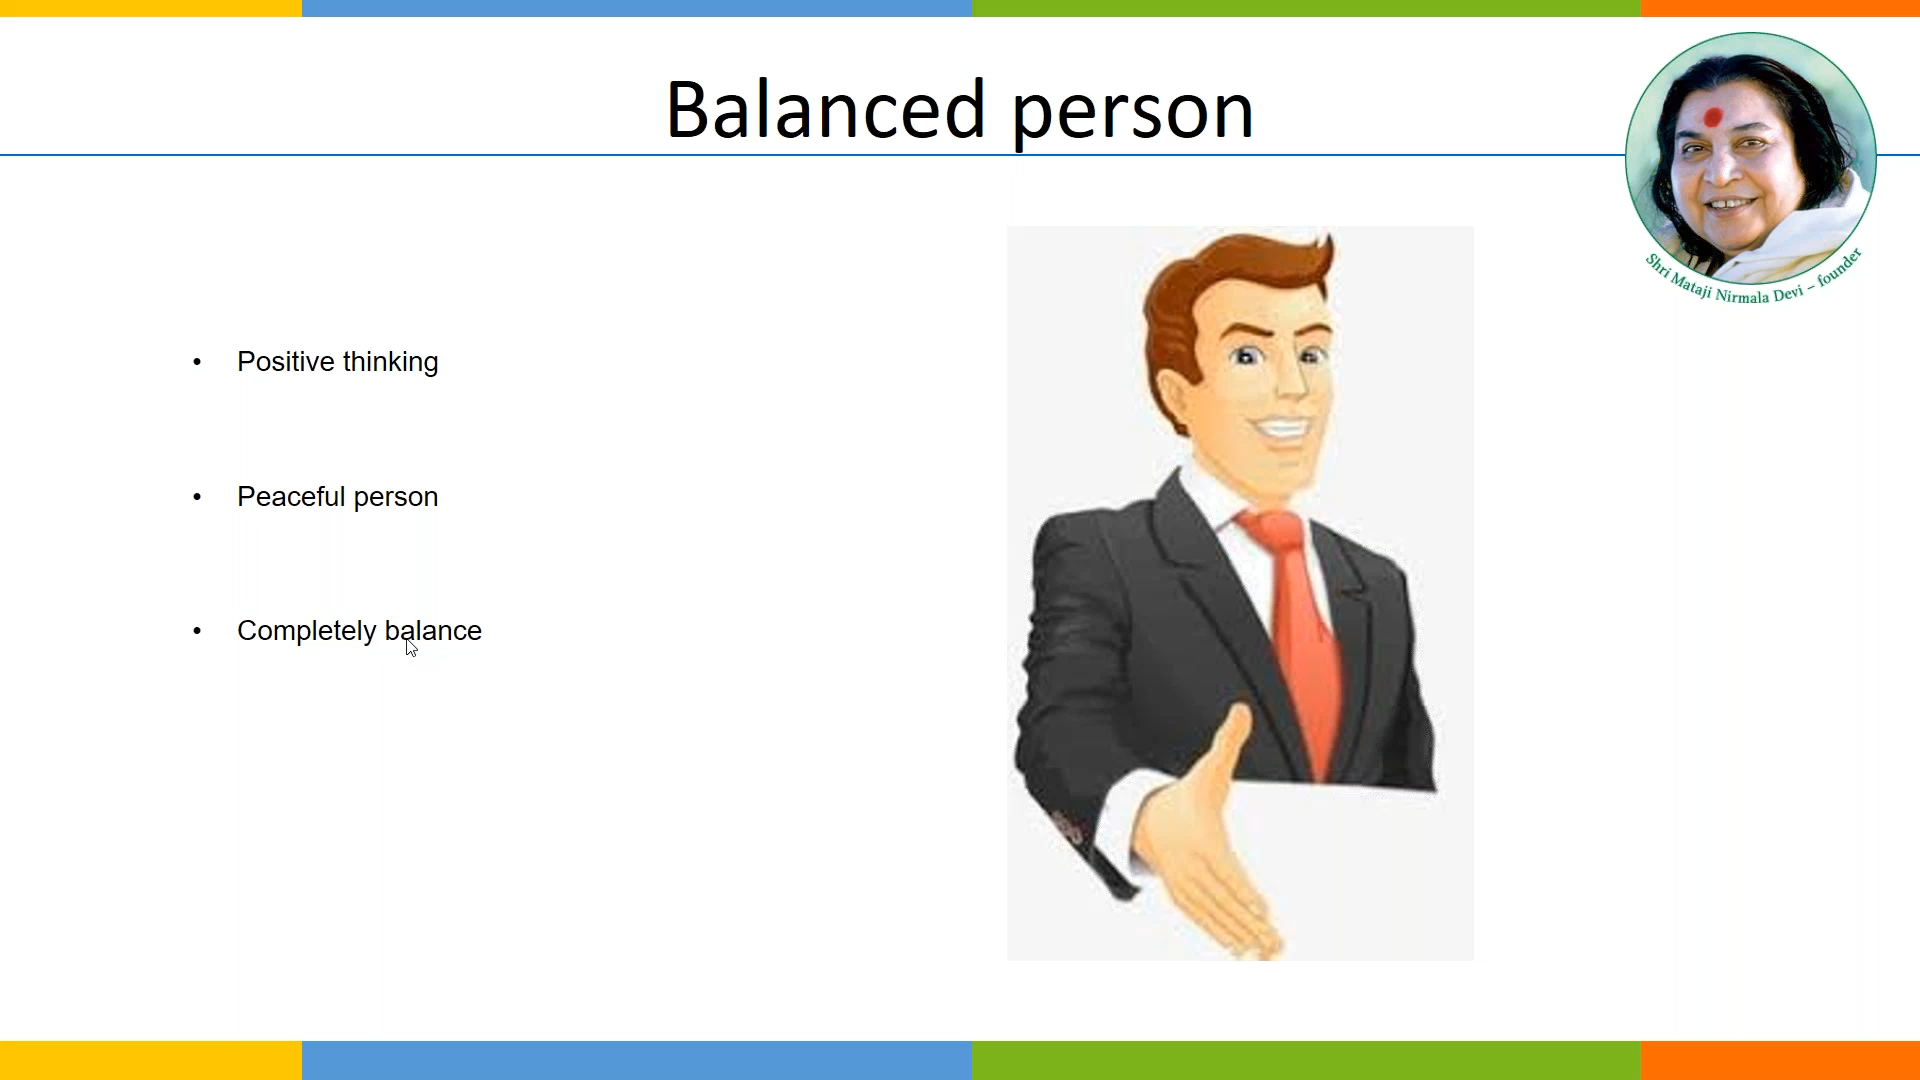 Balanced person
Shri Mataji Nirmala Devi – founder
• Positive thinking
• Peaceful person
• Completely balance